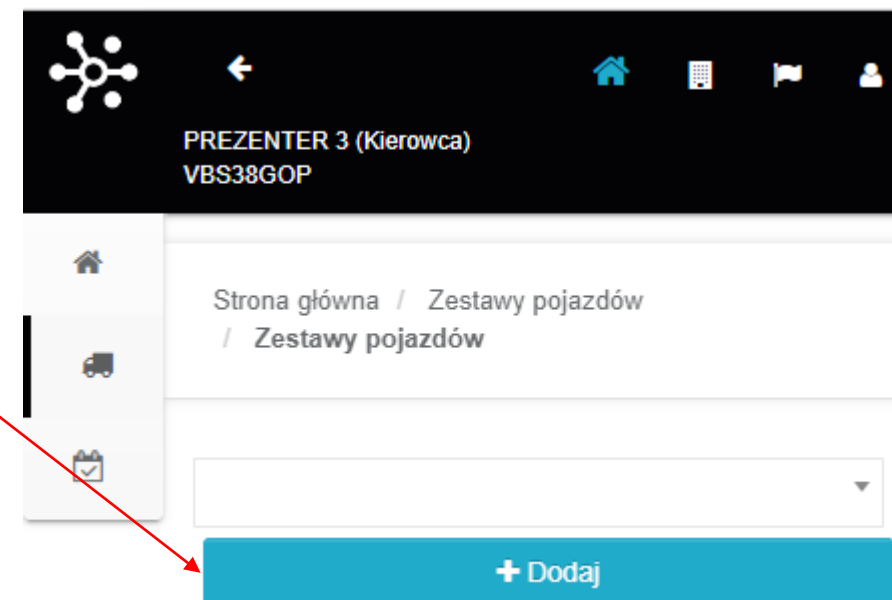 PREZENTER 3 (Kierowca)
VBS38GOP
Strona główna / Zestawy pojazdów
/ Zestawy pojazdów
+ Dodaj